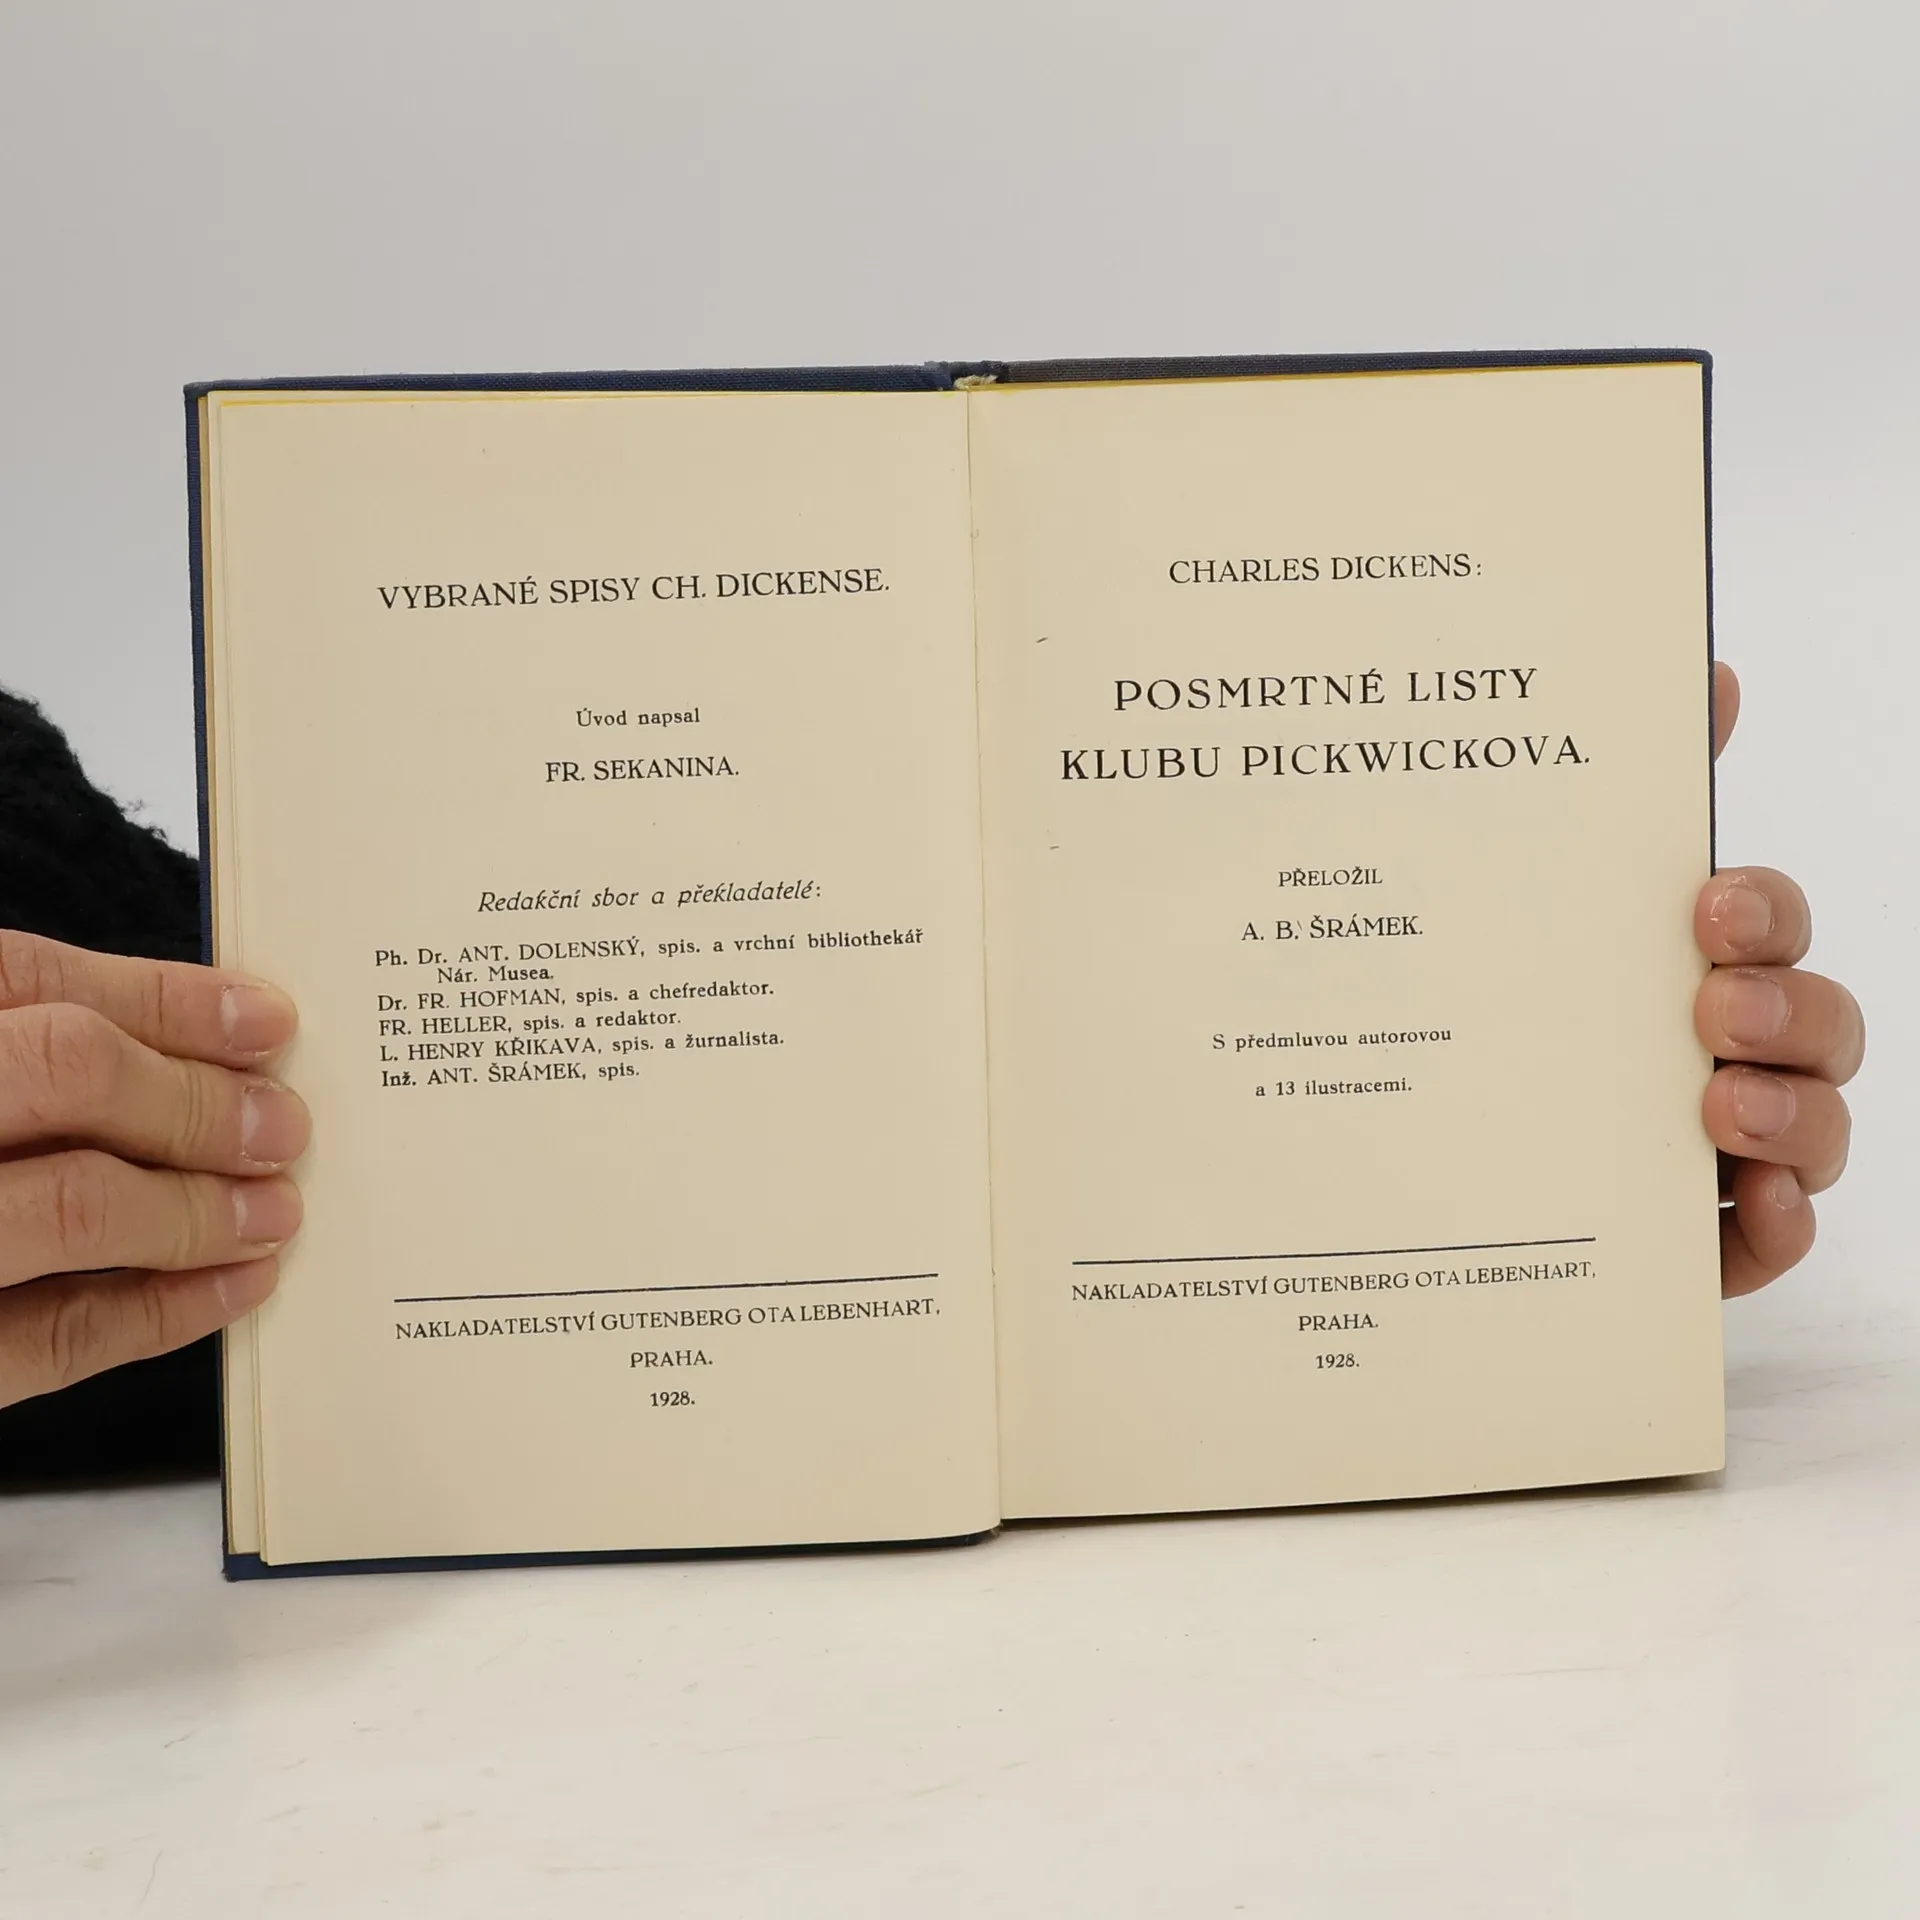 VYBRANÉ SPISY CH. DICKENSE.
Úvod napsal
FR. SEKANINA.
Redakční sbor a překladatelé:
Ph. Dr. ANT. DOLENSKÝ, spis. a vrchní bibliothekář
Nár. Musea.
Dr. FR. HOFMAN, spis. a chefredaktor.
FR. HELLER, spis. a redaktor.
L. HENRY KŘIKAVA, spis. a žurnalista.
Inž. ANT. ŠRÁMEK, spis.
NAKLADATELSTVÍ GUTENBERG OTA LEBENHART,
PRAHA.
1928.
CHARLES DICKENS:
POSMRTNÉ LISTY
KLUBU PICKWICKOVA.
PŘELOŽIL
A. B. ŠRÁMEK.
S předmluvou autorovou
a 13 ilustracemi.
NAKLADATELSTVÍ GUTENBERG OTA LEBENHART,
PRAHA.
1928.